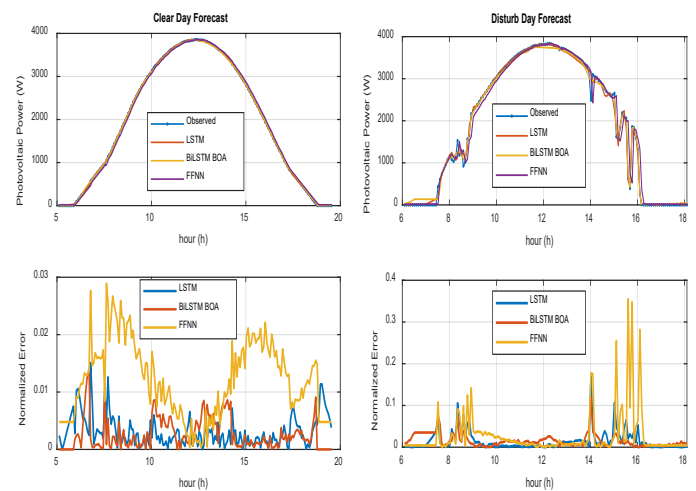 Clear Day Forecast
Photovoltaic Power (W)
4000
3000
2000
1000
0
5
10
15
20
hour (h)
Observed
LSTM
BiLSTM BOA
FFNN
Disturb Day Forecast
Photovoltaic Power (W)
4000
3000
2000
1000
0
6
8
10
12
14
16
18
hour (h)
Observed
LSTM
BiLSTM BOA
FFNN
Normalized Error
0.03
0.02
0.01
0
5
10
15
20
hour (h)
LSTM
BiLSTM BOA
FFNN
Normalized Error
0.4
0.3
0.2
0.1
0
6
8
10
12
14
16
18
hour (h)
LSTM
BiLSTM BOA
FFNN